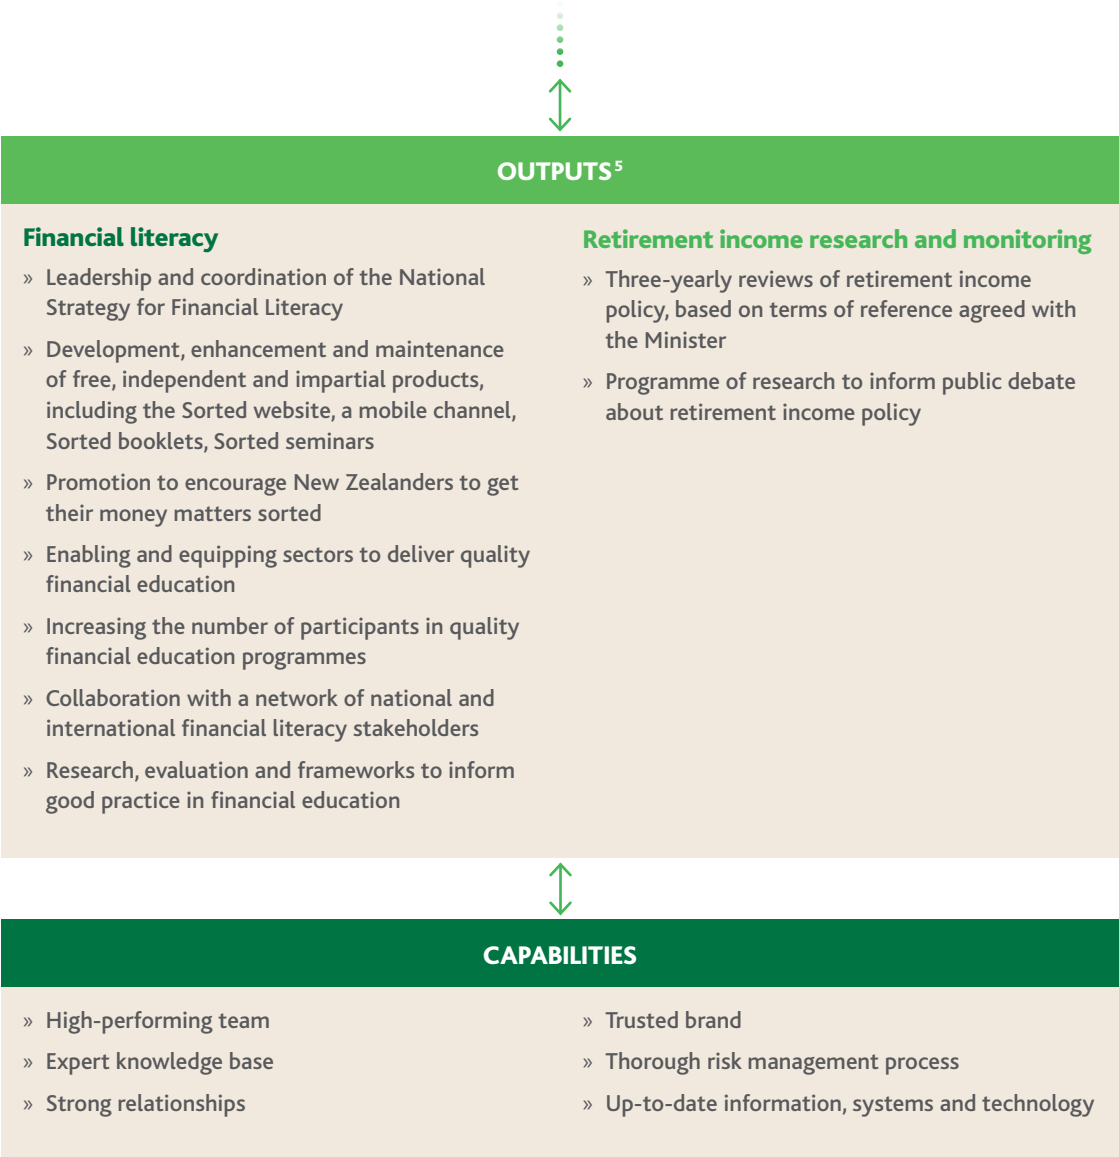 OUTPUTS5
Financial literacy
» Leadership and coordination of the National
Strategy for Financial Literacy
» Development, enhancement and maintenance
of free, independent and impartial products,
including the Sorted website, a mobile channel,
Sorted booklets, Sorted seminars
» Promotion to encourage New Zealanders to get
their money matters sorted
» Enabling and equipping sectors to deliver quality
financial education
» Increasing the number of participants in quality
financial education programmes
» Collaboration with a network of national and
international financial literacy stakeholders
» Research, evaluation and frameworks to inform
good practice in financial education
Retirement income research and monitoring
» Three-yearly reviews of retirement income
policy, based on terms of reference agreed with
the Minister
» Programme of research to inform public debate
about retirement income policy
CAPABILITIES
» High-performing team
» Expert knowledge base
» Strong relationships
» Trusted brand
» Thorough risk management process
» Up-to-date information, systems and technology